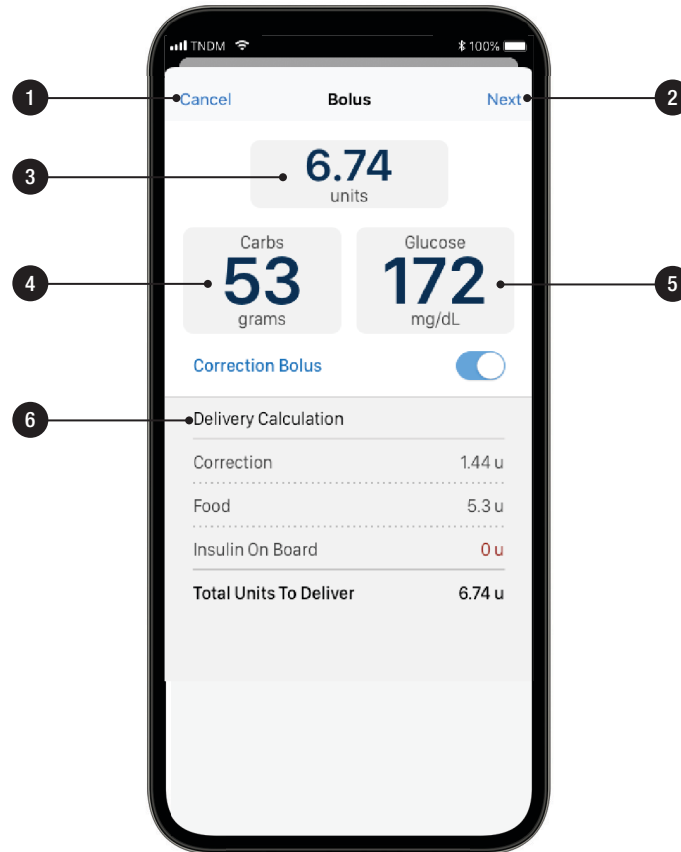 TNDM 100%
1 Cancel Bolus Next 2
3 6.74
units
Carbs Glucose
4 53 172 5
grams mg/dL
Correction Bolus
6 Delivery Calculation
Correction 1.44 u
Food 5.3 u
Insulin On Board 0 u
Total Units To Deliver 6.74 u